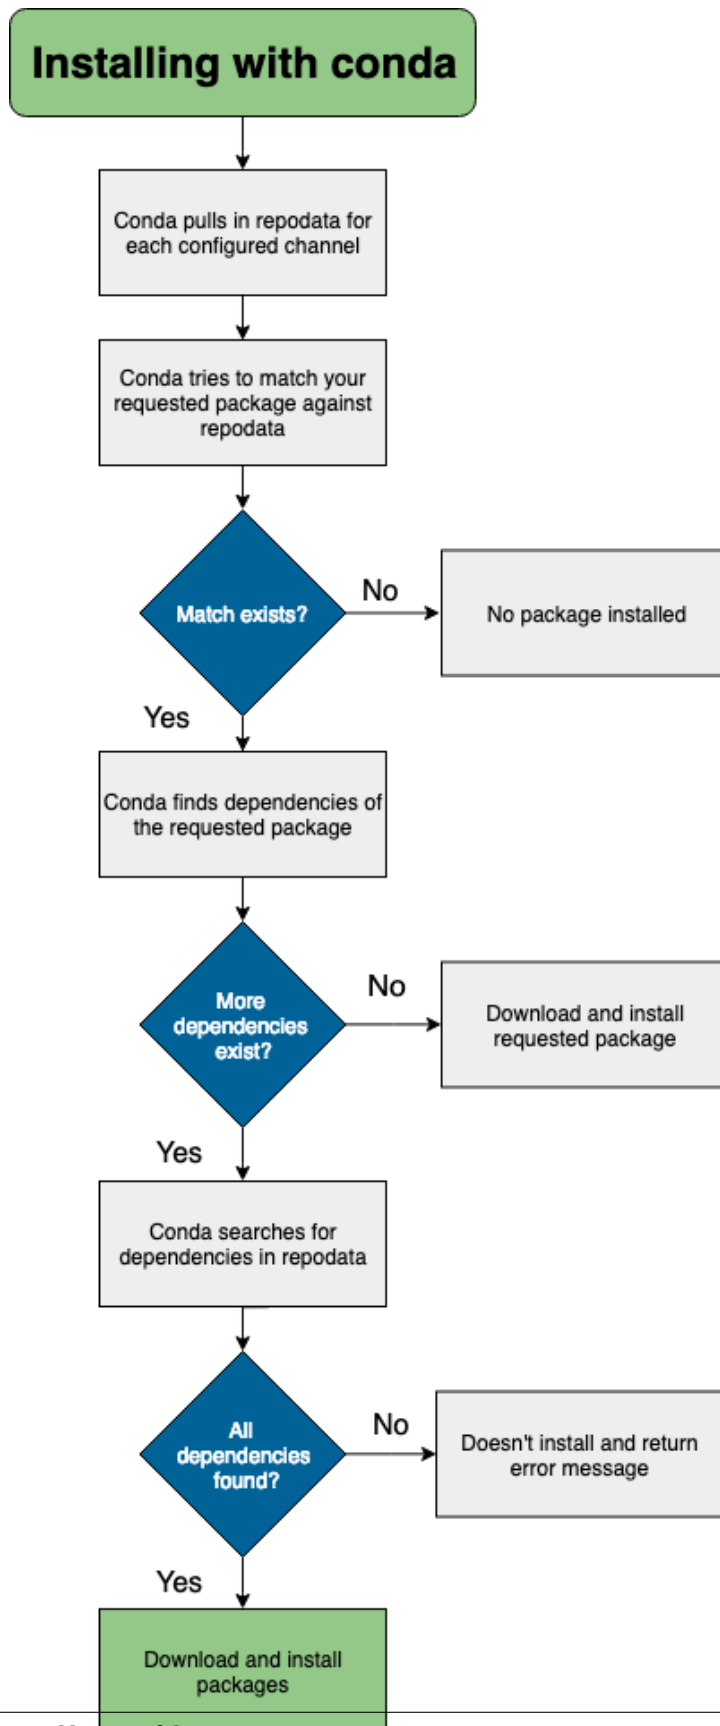 Installing with conda
Conda pulls in repodata for
each configured channel
Conda tries to match your
requested package against
repodata
Match exists?
No
No package installed
Yes
Conda finds dependencies of
the requested package
More
dependencies
exist?
No
Download and install
requested package
Yes
Conda searches for
dependencies in repodata
All
dependencies
found?
No
Doesn't install and return
error message
Yes
Download and install
packages